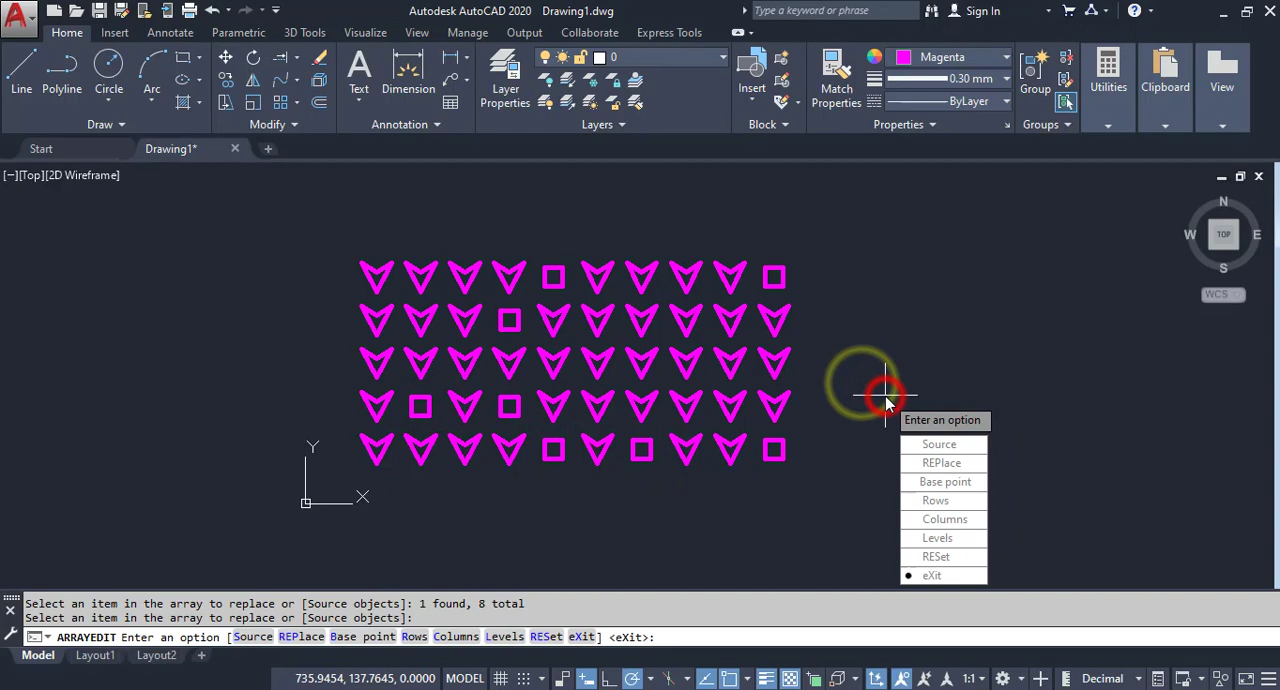 Autodesk AutoCAD 2020 Drawing1.dwg
Type a keyword or phrase
Sign In
Home Insert Annotate Parametric 3D Tools Visualize View Manage Output Collaborate Express Tools
Line Polyline Circle Arc
Text Dimension
Layer Properties
0
Insert
Match Properties
Magenta
0.30 mm
ByLayer
Group
Utilities
Clipboard
View
Draw Modify Annotation Layers Block Properties Groups
Start Drawing1*
[−][Top][2D Wireframe]
N
W TOP E
S
WCS
Y
X
Enter an option
Source
REPlace
Base point
Rows
Columns
Levels
RESet
eXit
Select an item in the array to replace or [Source objects]: 1 found, 8 total
Select an item in the array to replace or [Source objects]:
ARRAYEDIT Enter an option [Source REPlace Base point Rows Columns Levels RESet eXit] <eXit>:
Model Layout1 Layout2 +
735.9454, 137.7645, 0.0000 MODEL 1:1 Decimal